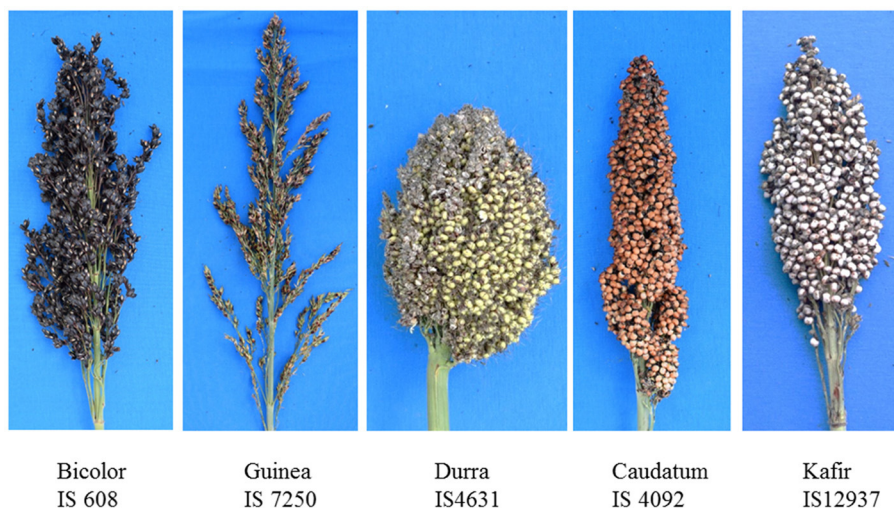 Bicolor
IS 608
Guinea
IS 7250
Durra
IS4631
Caudatum
IS 4092
Kafir
IS12937